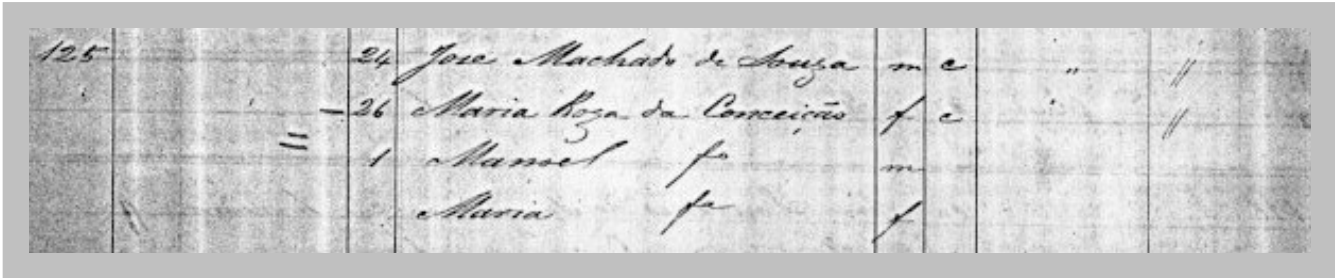 125 24 Jose Machado de Souza m c " "
- 26 Maria Roza da Conceição f c "
= 1 Manoel fo m
Maria fa f